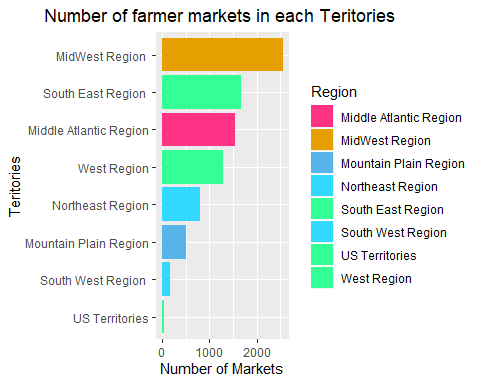 Number of farmer markets in each Teritories
Teritories
MidWest Region
South East Region
Middle Atlantic Region
West Region
Northeast Region
Mountain Plain Region
South West Region
US Territories
0 1000 2000
Number of Markets
Region
Middle Atlantic Region
MidWest Region
Mountain Plain Region
Northeast Region
South East Region
South West Region
US Territories
West Region